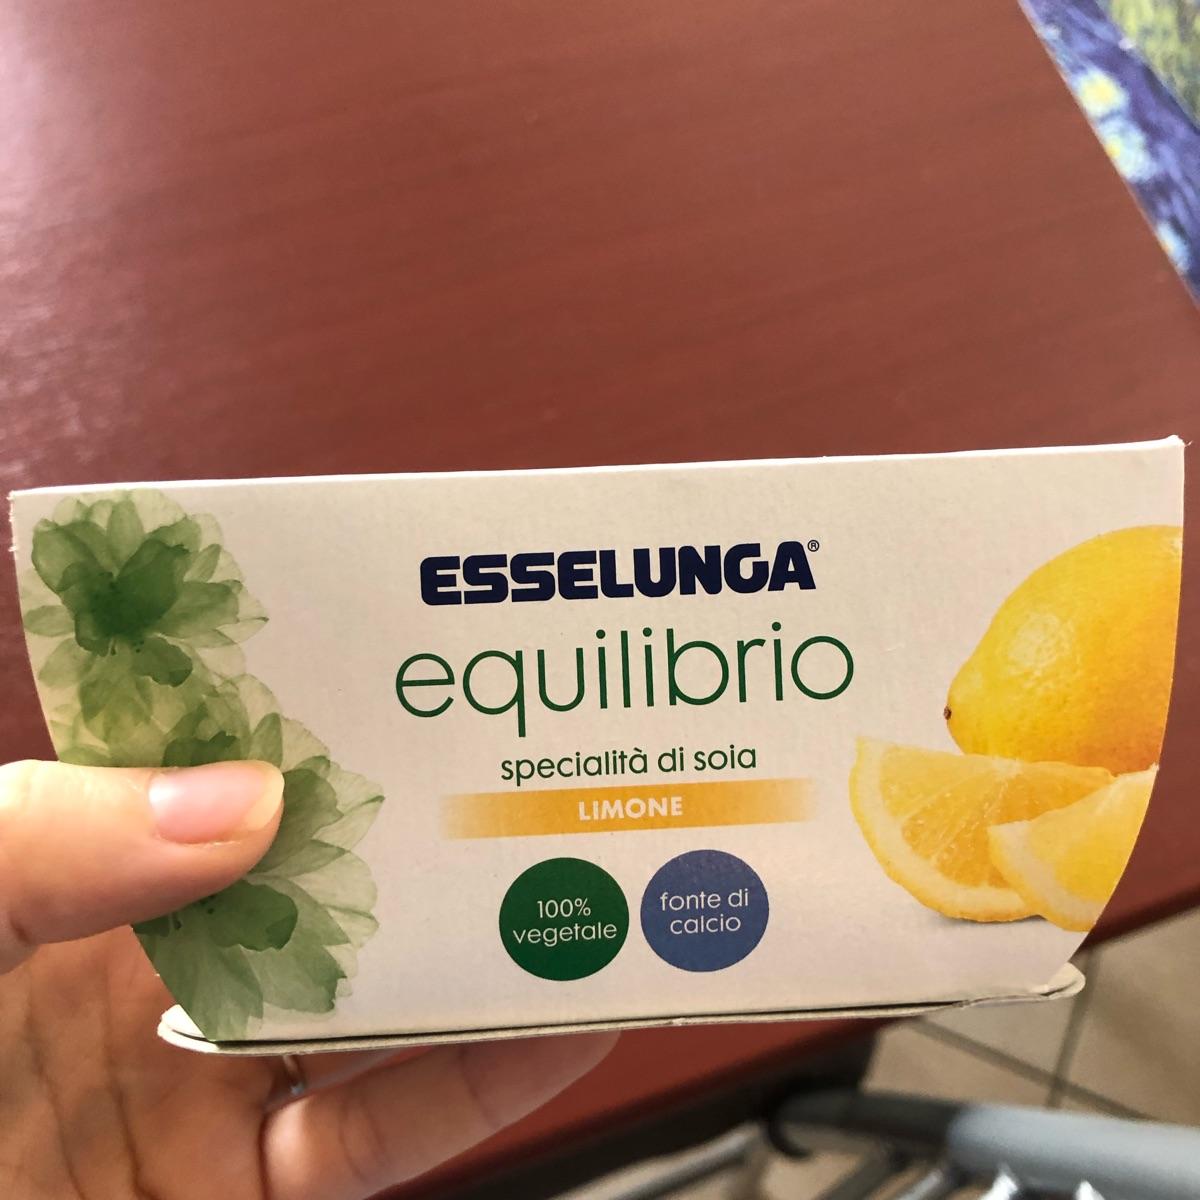 ESSELUNGA®
equilibrio
specialità di soia
LIMONE
100%
vegetale
fonte di
calcio